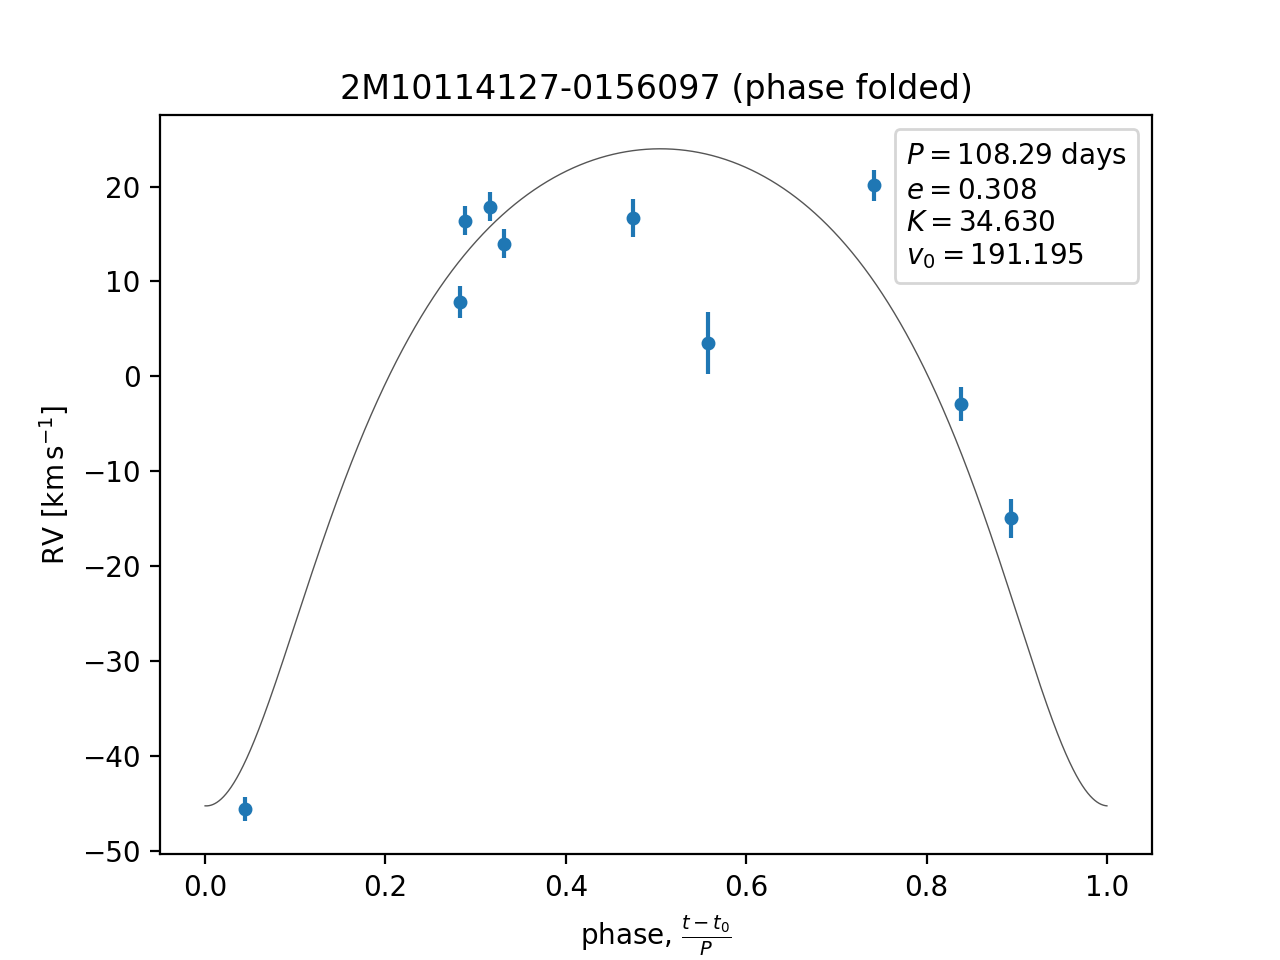 2M10114127-0156097 (phase folded)
P = 108.29 days
e = 0.308
K = 34.630
v₀ = 191.195
RV [km s⁻¹]
20
10
0
−10
−20
−30
−40
−50
0.0 0.2 0.4 0.6 0.8 1.0
phase, (t − t₀)/P